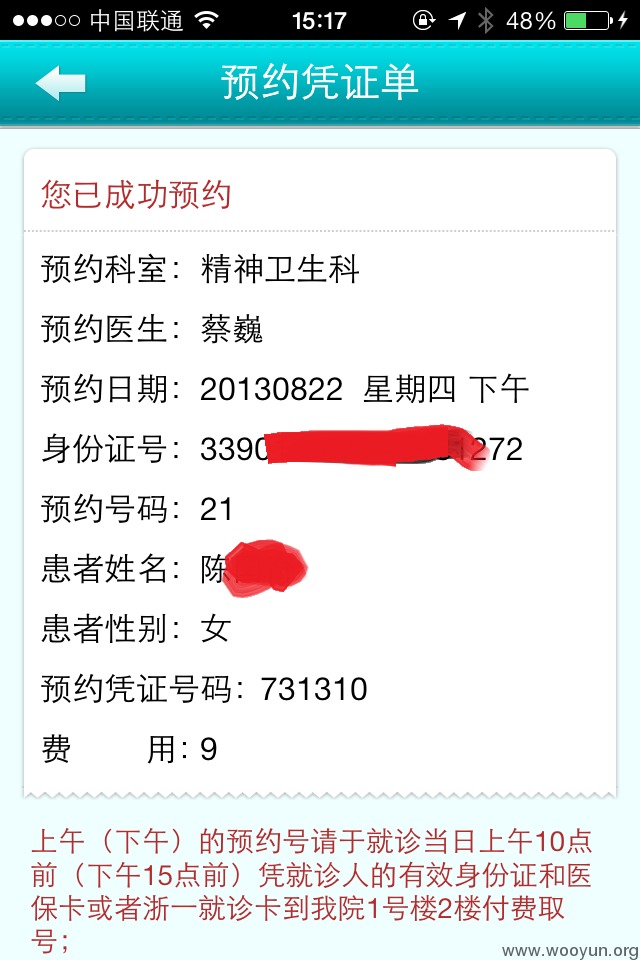 中国联通 15:17 48%
预约凭证单
您已成功预约
预约科室：精神卫生科
预约医生：蔡巍
预约日期：20130822 星期四 下午
身份证号：3390 272
预约号码：21
患者姓名：陈
患者性别：女
预约凭证号码：731310
费 用：9
上午（下午）的预约号请于就诊当日上午10点
前（下午15点前）凭就诊人的有效身份证和医
保卡或者浙一就诊卡到我院1号楼2楼付费取
号；
www.wooyun.org